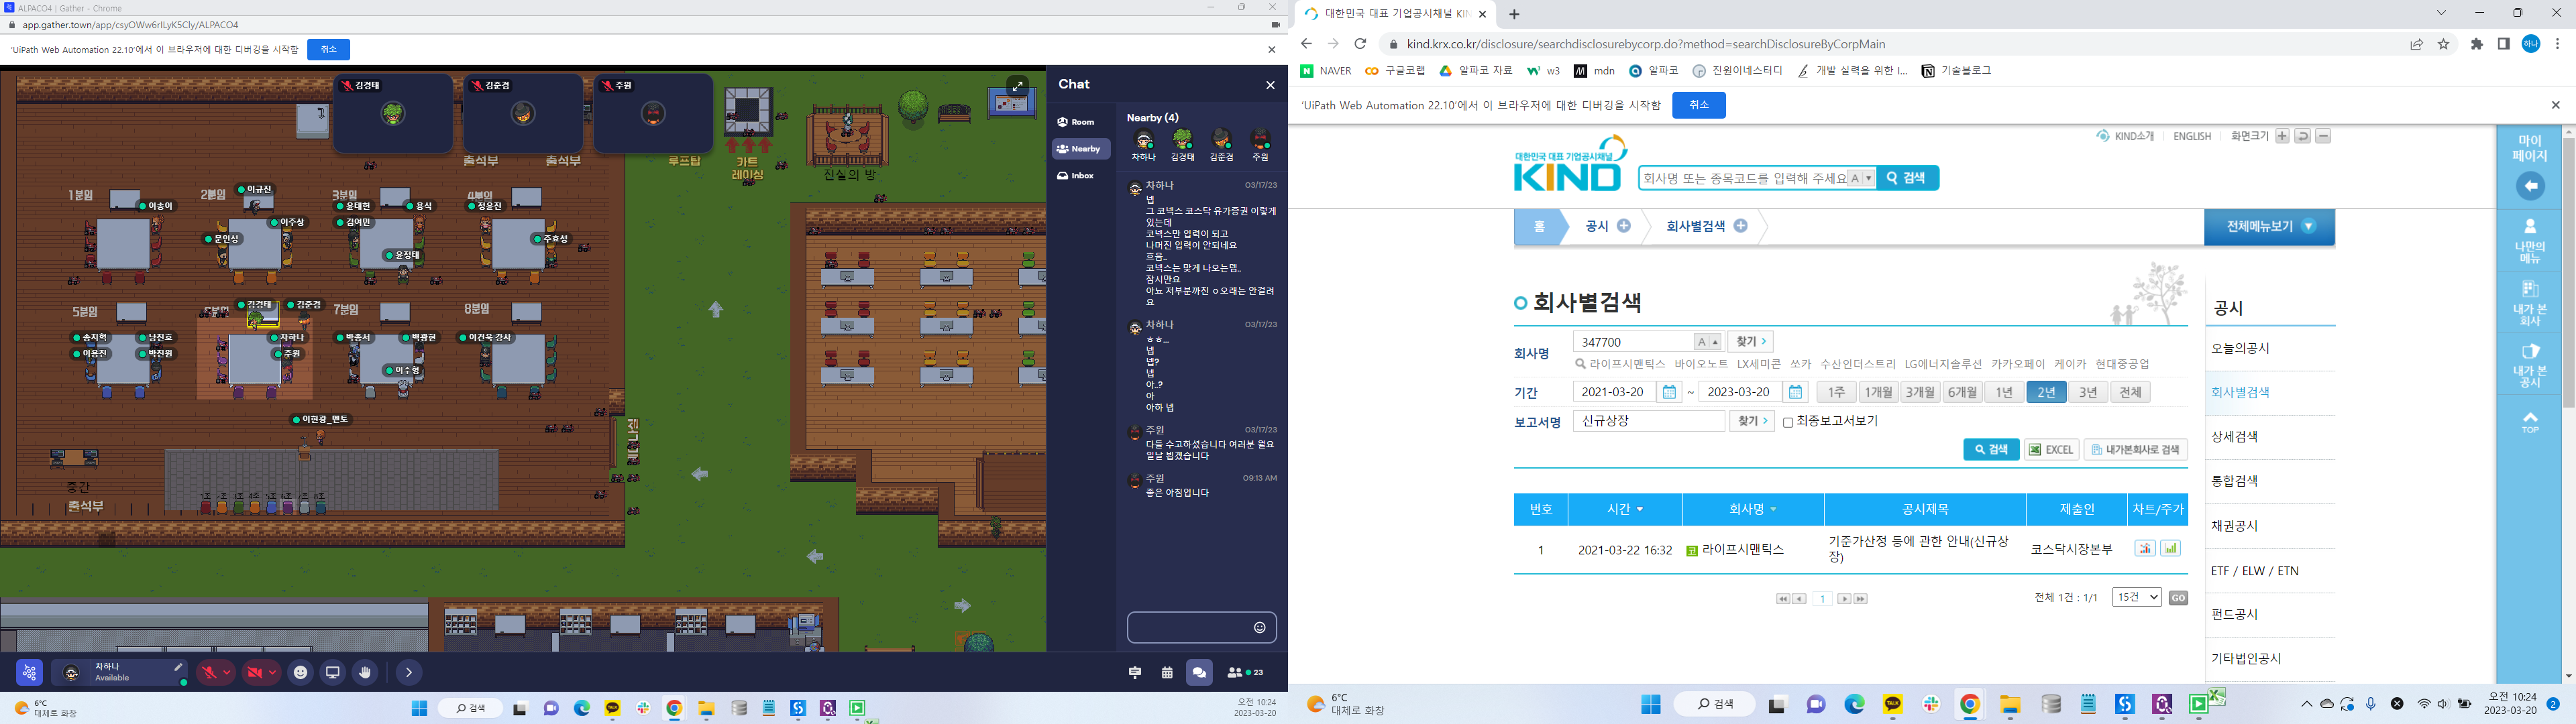 ALPACO4 | Gather - Chrome
app.gather.town/app/csyOWw6rILyK5Cly/ALPACO4
'UiPath Web Automation 22.10'에서 이 브라우저에 대한 디버깅을 시작함 취소
김경태
김준겸
주원
출석부 출석부
루프탑
카트
레이싱
진실의 방
1분임 2분임 3분임 4분임
이송이
이규진
윤태현
용식
정윤진
이주상
김여민
문인성
주효성
윤정태
5분임 7분임 8분임
김경태
김준겸
송지혁
남진호
차하나
박종서
백광현
이건욱 강사
이용진
박진원
주원
이수형
이현광_멘토
중간
출석부
1조 2조 3조 4조 5조 6조 7조 8조
Chat
Room
Nearby
Inbox
Nearby (4)
차하나 김경태 김준겸 주원
차하나 03/17/23
넵
그 코넥스 코스닥 유가증권 이렇게
있는데
코넥스만 입력이 되고
나머진 입력이 안되네요
흐음..
코넥스는 맞게 나오는뎀..
잠시만요
아뇨 저부분까진 ㅇ오래는 안걸려
요
차하나 03/17/23
ㅎㅎ...
넵
넵?
넵
아..?
아
아하 넵
주원 03/17/23
다들 수고하셨습니다 여러분 월요
일날 뵙겠습니다
주원 09:13 AM
좋은 아침입니다
차하나
Available
23
6°C
대체로 화창
검색
오전 10:24
2023-03-20
대한민국 대표 기업공시채널 KIN
kind.krx.co.kr/disclosure/searchdisclosurebycorp.do?method=searchDisclosureByCorpMain
하나
NAVER 구글코랩 알파코 자료 w3 mdn 알파코 진원이네스터디 개발 실력을 위한 I... 기술블로그
'UiPath Web Automation 22.10'에서 이 브라우저에 대한 디버깅을 시작함 취소
KIND소개 ENGLISH 화면크기
대한민국 대표 기업공시채널
KIND
회사명 또는 종목코드를 입력해 주세요 A 검색
홈 공시 회사별검색 전체메뉴보기
회사별검색
회사명 347700 A 찾기
라이프시맨틱스 바이오노트 LX세미콘 쏘카 수산인더스트리 LG에너지솔루션 카카오페이 케이카 현대중공업
기간 2021-03-20 ~ 2023-03-20 1주 1개월 3개월 6개월 1년 2년 3년 전체
보고서명 신규상장 찾기 최종보고서보기
검색 EXCEL 내가본회사로 검색
번호 시간 회사명 공시제목 제출인 차트/주가
1 2021-03-22 16:32 코 라이프시맨틱스 기준가산정 등에 관한 안내(신규상
장) 코스닥시장본부
1 전체 1건 : 1/1 15건 GO
공시
오늘의공시
회사별검색
상세검색
통합검색
채권공시
ETF / ELW / ETN
펀드공시
기타법인공시
마이
페이지
나만의
메뉴
내가 본
회사
내가 본
공시
TOP
6°C
대체로 화창
검색
오전 10:24
2023-03-20
2